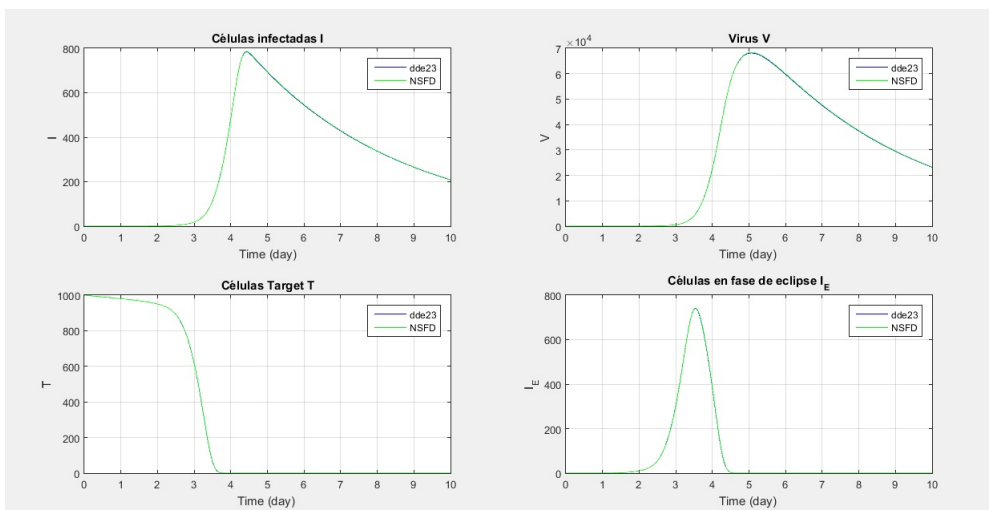 Células infectadas I
800
600
400
200
0
I
0 1 2 3 4 5 6 7 8 9 10
Time (day)
dde23
NSFD
Virus V
×10^4
7
6
5
4
3
2
1
0
V
0 1 2 3 4 5 6 7 8 9 10
Time (day)
dde23
NSFD
Células Target T
1000
800
600
400
200
0
T
0 1 2 3 4 5 6 7 8 9 10
Time (day)
dde23
NSFD
Células en fase de eclipse I_E
800
600
400
200
0
I_E
0 1 2 3 4 5 6 7 8 9 10
Time (day)
dde23
NSFD